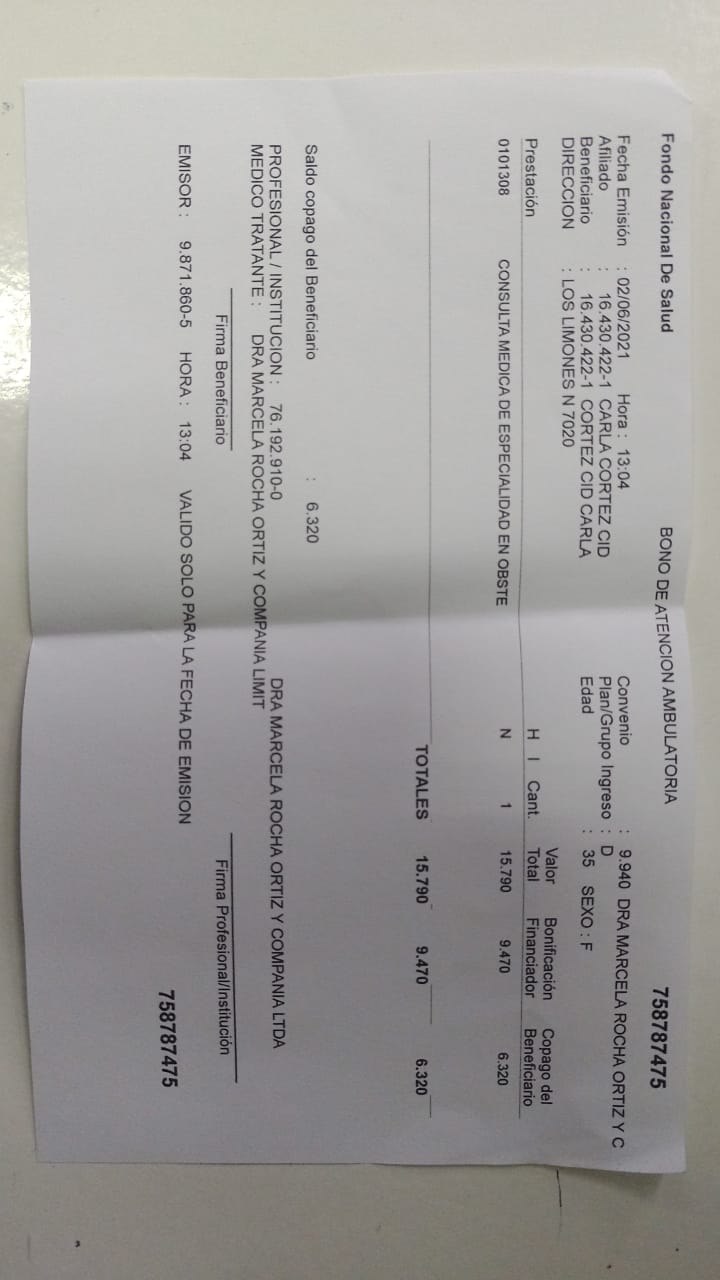 Fondo Nacional De Salud BONO DE ATENCION AMBULATORIA 758787475
Fecha Emisión : 02/06/2021 Hora : 13:04 Convenio : 9.940 DRA MARCELA ROCHA ORTIZ Y C
Afiliado : 16.430.422-1 CARLA CORTEZ CID Plan/Grupo Ingreso : D
Beneficiario : 16.430.422-1 CORTEZ CID CARLA Edad : 35 SEXO : F
DIRECCION : LOS LIMONES N 7020
Valor Bonificación Copago del
Prestación H I Cant. Total Financiador Beneficiario
0101308 CONSULTA MEDICA DE ESPECIALIDAD EN OBSTE N 1 15.790 9.470 6.320
TOTALES 15.790 9.470 6.320
Saldo copago del Beneficiario : 6.320
PROFESIONAL / INSTITUCION : 76.192.910-0 DRA MARCELA ROCHA ORTIZ Y COMPANIA LTDA
MEDICO TRATANTE : DRA MARCELA ROCHA ORTIZ Y COMPANIA LIMIT
Firma Beneficiario Firma Profesional/Institución
EMISOR : 9.871.860-5 HORA : 13:04 VALIDO SOLO PARA LA FECHA DE EMISION
758787475